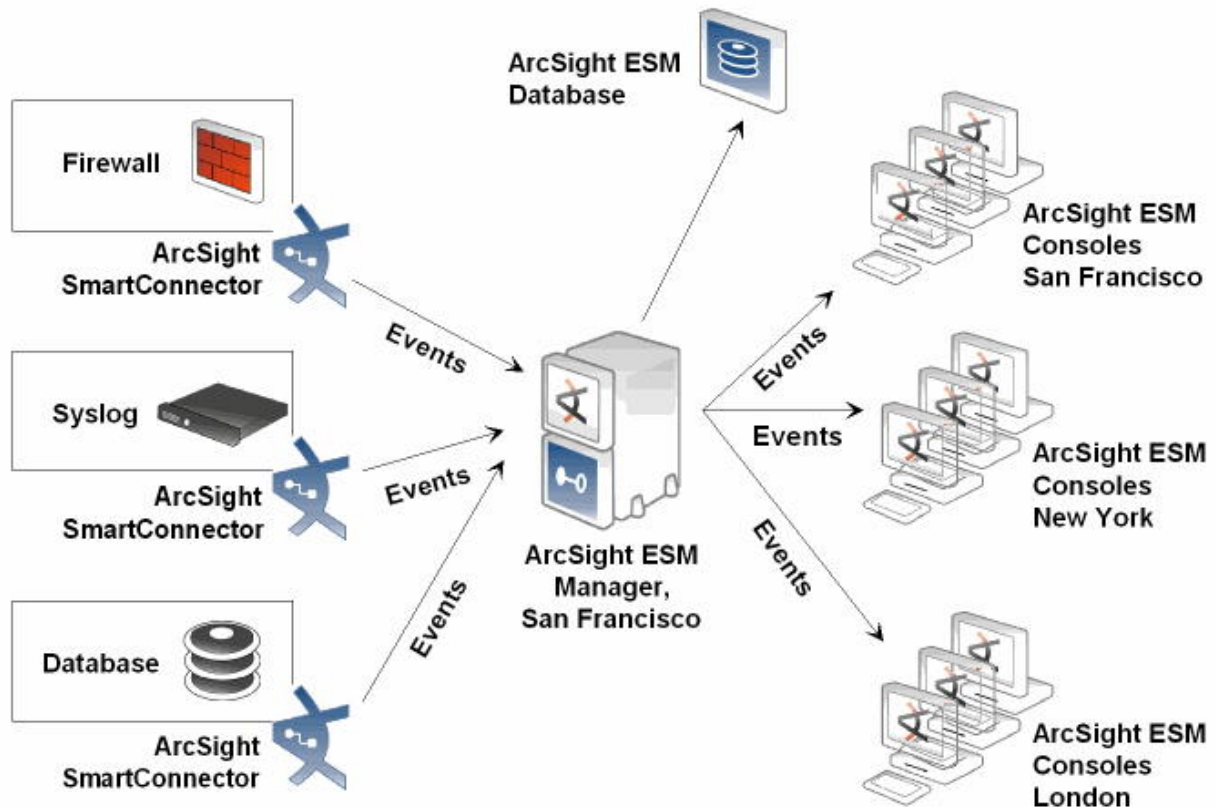 ArcSight ESM
Database
Firewall
ArcSight
SmartConnector
Events
Syslog
ArcSight
SmartConnector
Events
Database
ArcSight
SmartConnector
Events
ArcSight ESM
Manager,
San Francisco
Events
ArcSight ESM
Consoles
San Francisco
Events
ArcSight ESM
Consoles
New York
Events
ArcSight ESM
Consoles
London